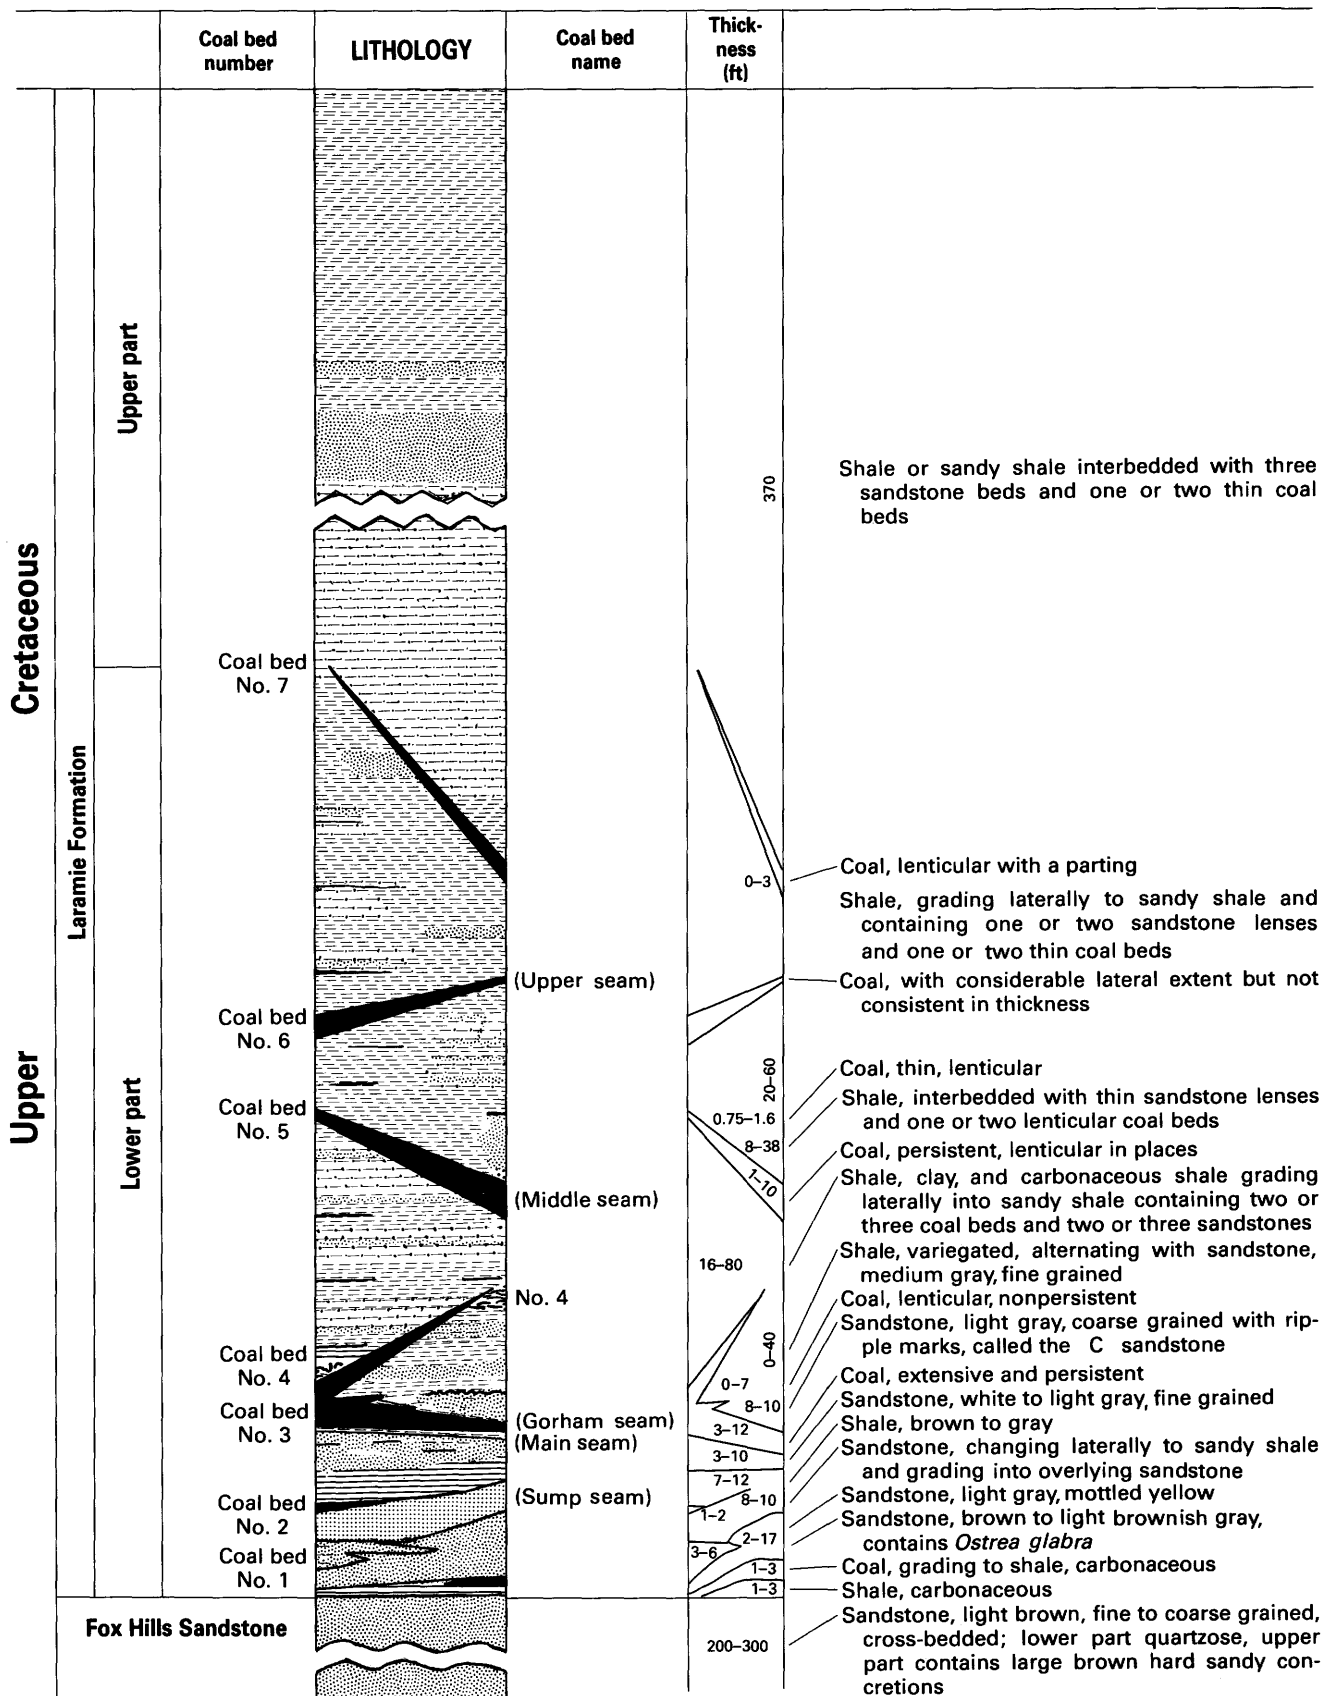 Coal bed
number
LITHOLOGY
Coal bed
name
Thick-
ness
(ft)
Upper Cretaceous
Laramie Formation
Upper part
Lower part
370
Shale or sandy shale interbedded with three
sandstone beds and one or two thin coal
beds
Coal bed
No. 7
0–3
Coal, lenticular with a parting
Shale, grading laterally to sandy shale and
containing one or two sandstone lenses
and one or two thin coal beds
(Upper seam)
Coal, with considerable lateral extent but not
consistent in thickness
Coal bed
No. 6
20–60
Coal, thin, lenticular
Coal bed
No. 5
0.75–1.6
Shale, interbedded with thin sandstone lenses
and one or two lenticular coal beds
8–38
Coal, persistent, lenticular in places
1–10
(Middle seam)
Shale, clay, and carbonaceous shale grading
laterally into sandy shale containing two or
three coal beds and two or three sandstones
16–80
Shale, variegated, alternating with sandstone,
medium gray, fine grained
No. 4
Coal, lenticular, nonpersistent
Sandstone, light gray, coarse grained with rip-
ple marks, called the C sandstone
0–40
Coal bed
No. 4
0–7
Coal, extensive and persistent
8–10
Sandstone, white to light gray, fine grained
Coal bed
No. 3
(Gorham seam)
(Main seam)
3–12
Shale, brown to gray
3–10
Sandstone, changing laterally to sandy shale
and grading into overlying sandstone
7–12
Coal bed
No. 2
(Sump seam)
8–10
1–2
Sandstone, light gray, mottled yellow
Sandstone, brown to light brownish gray,
contains Ostrea glabra
2–17
3–6
Coal bed
No. 1
1–3
Coal, grading to shale, carbonaceous
1–3
Shale, carbonaceous
Fox Hills Sandstone
200–300
Sandstone, light brown, fine to coarse grained,
cross-bedded; lower part quartzose, upper
part contains large brown hard sandy con-
cretions